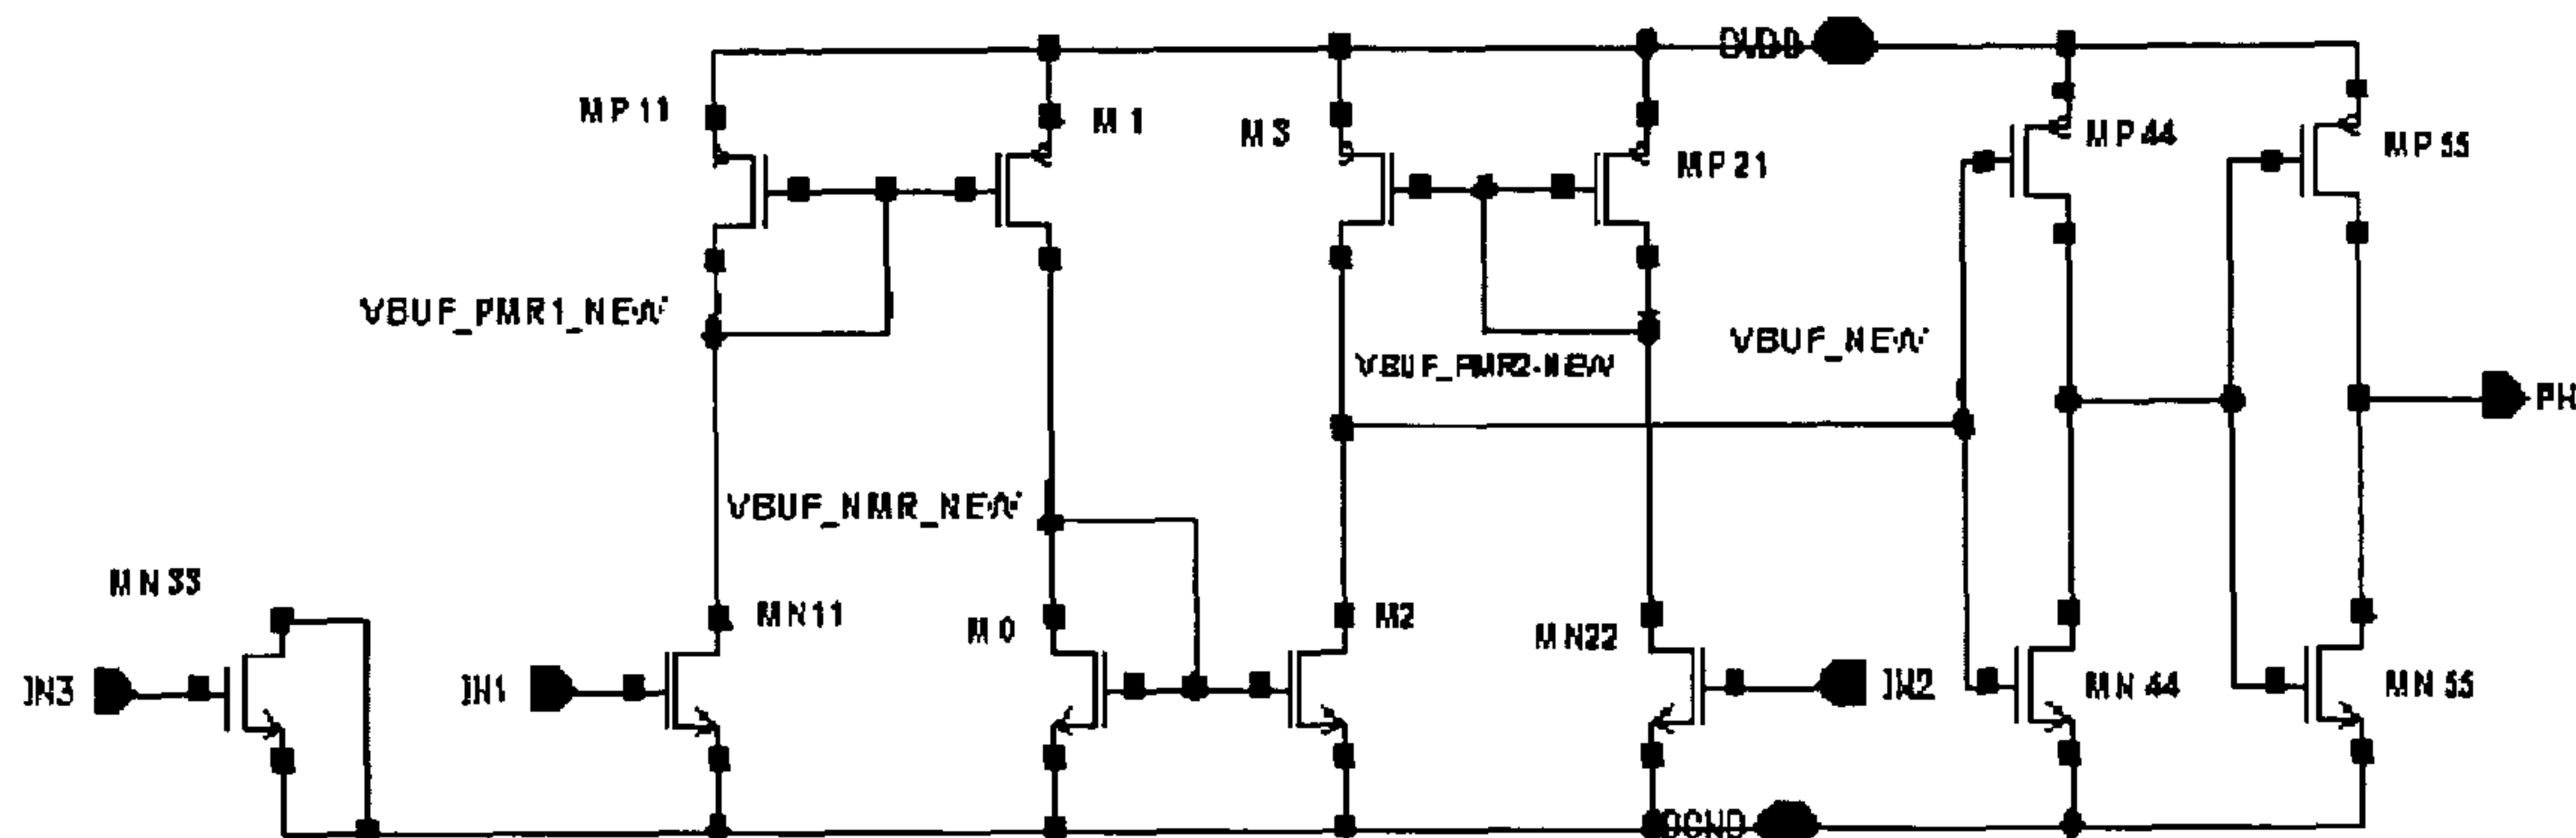 DVDD
MP11
M1
M3
MP21
MP44
MP55
VBUF_PMR1_NEW
VBUF_PMR2-NEW
VBUF_NEW
PH
VBUF_NMR_NEW
MN33
MN11
M0
M2
MN22
IN3
IN1
IN2
MN44
MN55
DGND